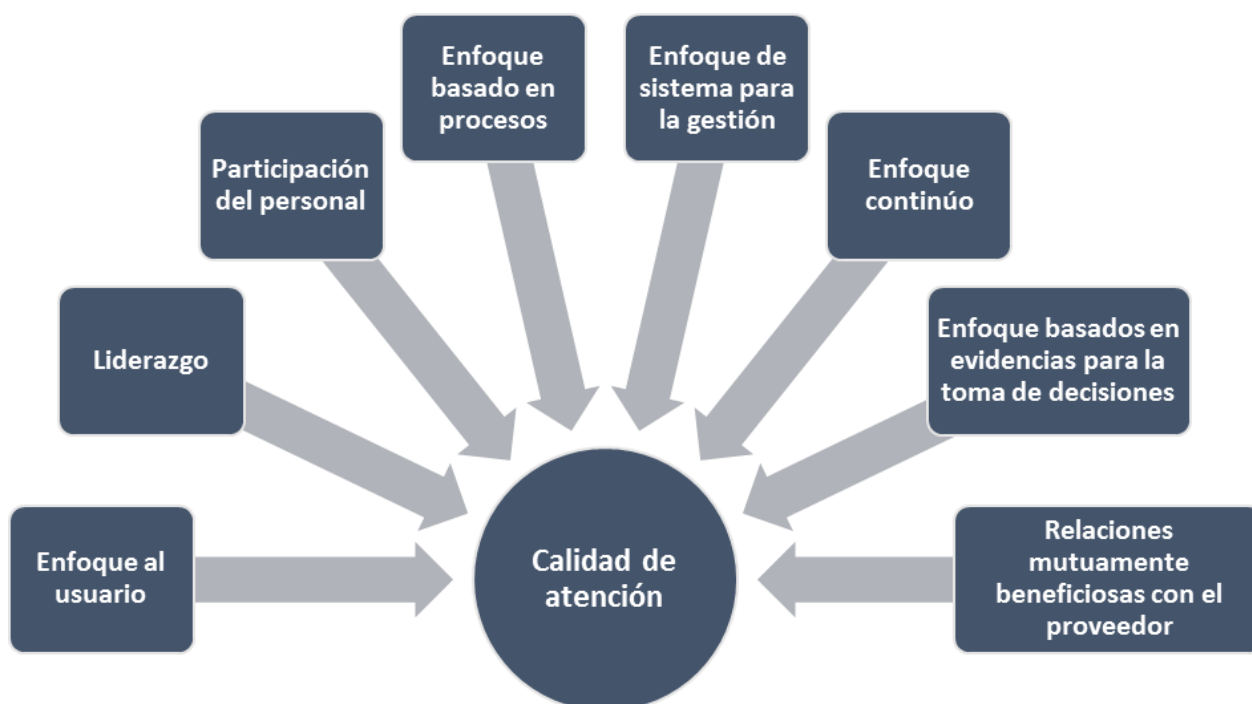 Enfoque
basado en
procesos
Enfoque de
sistema para
la gestión
Participación
del personal
Enfoque
continúo
Liderazgo
Enfoque basados en
evidencias para la
toma de decisiones
Enfoque al
usuario
Calidad de
atención
Relaciones
mutuamente
beneficiosas con el
proveedor